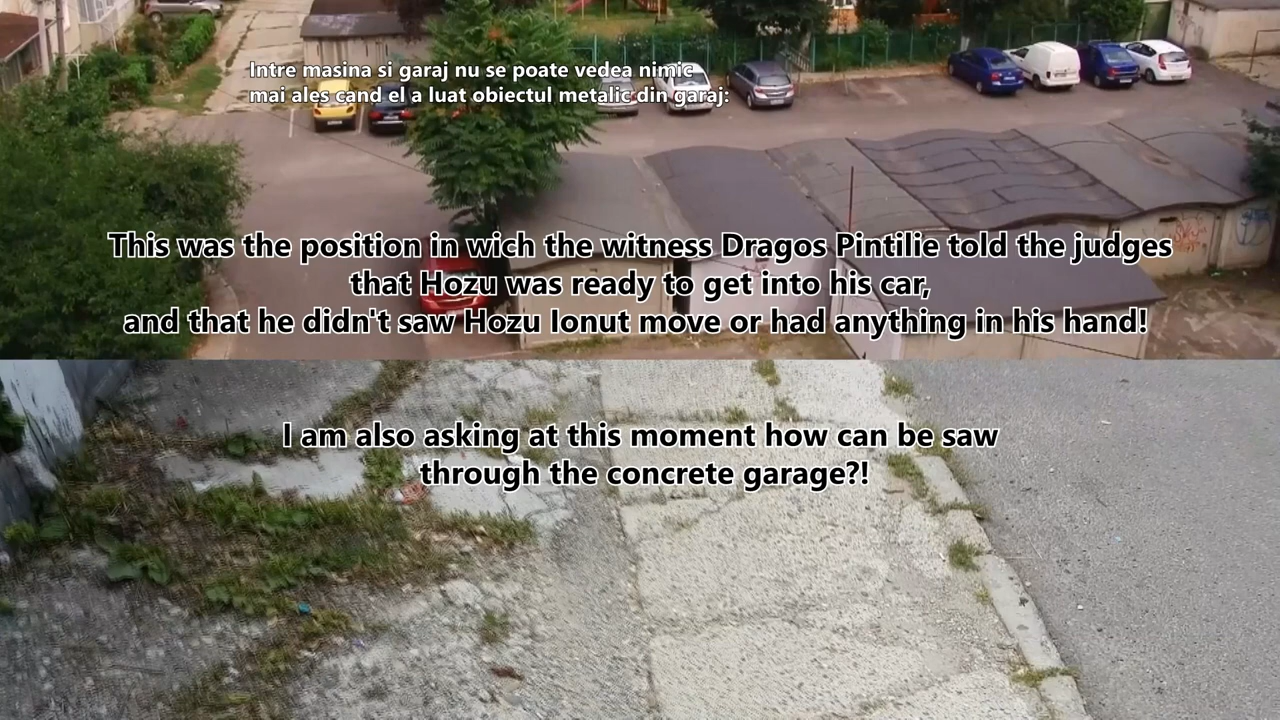 Intre masina si garaj nu se poate vedea nimic
mai ales cand el a luat obiectul metalic din garaj:
This was the position in wich the witness Dragos Pintilie told the judges
that Hozu was ready to get into his car,
and that he didn't saw Hozu Ionut move or had anything in his hand!
I am also asking at this moment how can be saw
through the concrete garage?!